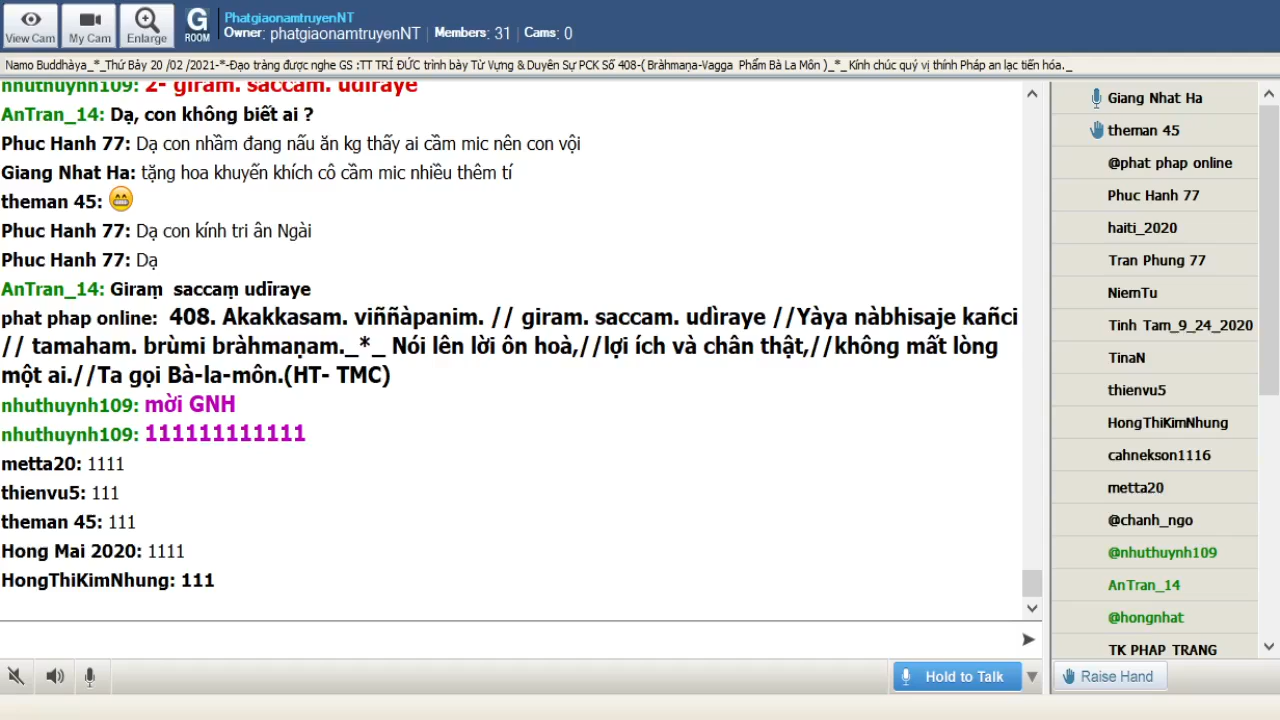 View Cam
My Cam
Enlarge
G
ROOM
PhatgiaonamtruyenNT
Owner: phatgiaonamtruyenNT | Members: 31 | Cams: 0
Namo Buddhàya_*_Thứ Bảy 20 /02 /2021-*-Đạo tràng được nghe GS :TT TRÍ ĐỨC trình bày Từ Vựng & Duyên Sự PCK Số 408-( Bràhmaṇa-Vagga Phẩm Bà La Môn )_*_ Kính chúc quý vị thính Pháp an lạc tiến hóa._
nhuthuynh109: 2- giram. saccam. udìraye
AnTran_14: Dạ, con không biết ai ?
Phuc Hanh 77: Dạ con nhầm đang nấu ăn kg thấy ai cầm mic nên con vội
Giang Nhat Ha: tặng hoa khuyến khích cô cầm mic nhiều thêm tí
theman 45:
Phuc Hanh 77: Dạ con kính tri ân Ngài
Phuc Hanh 77: Dạ
AnTran_14: Giraṃ saccaṃ udīraye
phat phap online: 408. Akakkasam. viññàpanim. // giram. saccam. udìraye //Yàya nàbhisaje kañci
// tamaham. brùmi bràhmaṇam._*_ Nói lên lời ôn hoà,//lợi ích và chân thật,//không mất lòng
một ai.//Ta gọi Bà-la-môn.(HT- TMC)
nhuthuynh109: mời GNH
nhuthuynh109: 111111111111
metta20: 1111
thienvu5: 111
theman 45: 111
Hong Mai 2020: 1111
HongThiKimNhung: 111
Hold to Talk
Giang Nhat Ha
theman 45
@phat phap online
Phuc Hanh 77
haiti_2020
Tran Phung 77
NiemTu
Tinh Tam_9_24_2020
TinaN
thienvu5
HongThiKimNhung
cahnekson1116
metta20
@chanh_ngo
@nhuthuynh109
AnTran_14
@hongnhat
TK PHAP TRANG
Raise Hand